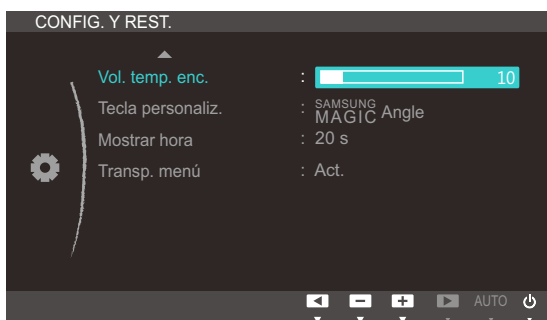 CONFIG. Y REST.
Vol. temp. enc. : 10
Tecla personaliz. : SAMSUNG MAGIC Angle
Mostrar hora : 20 s
Transp. menú : Act.
AUTO